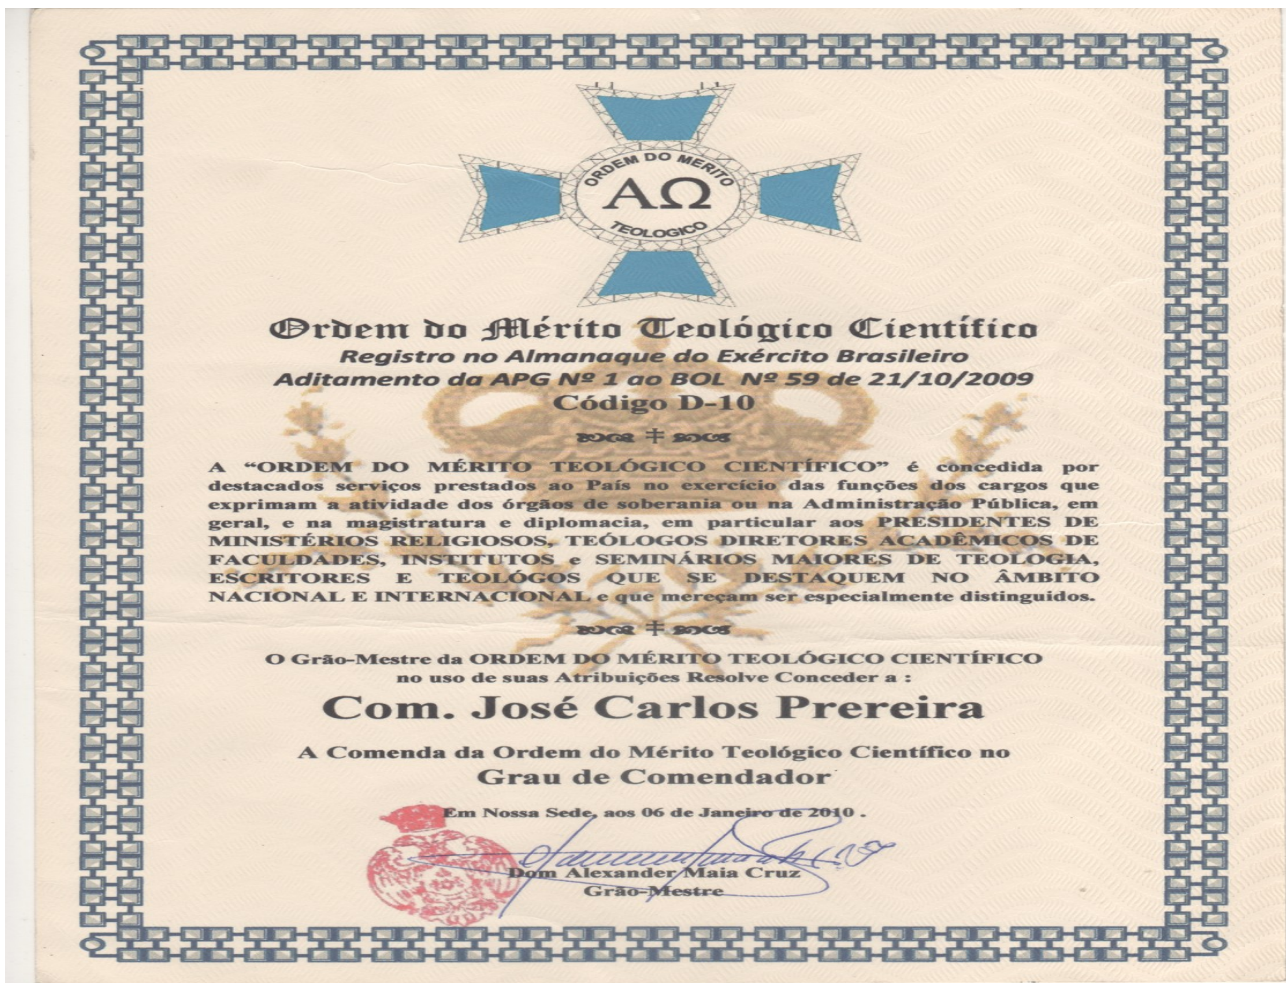 ORDEM DO MERITO
ΑΩ
TEOLOGICO
Ordem do Mérito Teológico Científico
Registro no Almanaque do Exército Brasileiro
Aditamento da APG Nº 1 ao BOL Nº 59 de 21/10/2009
Código D-10
A “ORDEM DO MÉRITO TEOLÓGICO CIENTÍFICO” é concedida por
destacados serviços prestados ao País no exercício das funções dos cargos que
exprimam a atividade dos órgãos de soberania ou na Administração Pública, em
geral, e na magistratura e diplomacia, em particular aos PRESIDENTES DE
MINISTÉRIOS RELIGIOSOS, TEÓLOGOS DIRETORES ACADÊMICOS DE
FACULDADES, INSTITUTOS e SEMINÁRIOS MAIORES DE TEOLOGIA,
ESCRITORES E TEOLÓGOS QUE SE DESTAQUEM NO ÂMBITO
NACIONAL E INTERNACIONAL e que mereçam ser especialmente distinguidos.
O Grão-Mestre da ORDEM DO MÉRITO TEOLÓGICO CIENTÍFICO
no uso de suas Atribuições Resolve Conceder a :
Com. José Carlos Prereira
A Comenda da Ordem do Mérito Teológico Científico no
Grau de Comendador
Em Nossa Sede, aos 06 de Janeiro de 2010 .
Dom Alexander Maia Cruz
Grão-Mestre